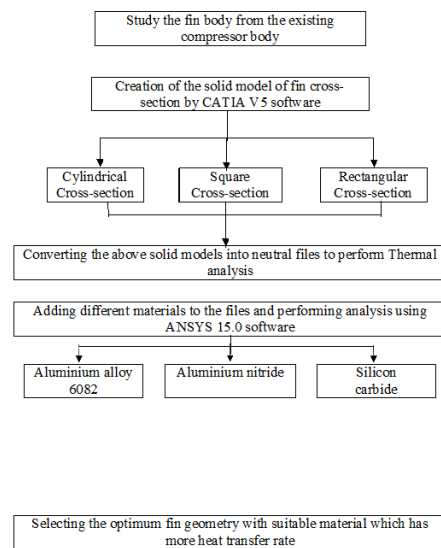 Study the fin body from the existing
compressor body
Creation of the solid model of fin cross-
section by CATIA V5 software
Cylindrical
Cross-section
Square
Cross-section
Rectangular
Cross-section
Converting the above solid models into neutral files to perform Thermal
analysis
Adding different materials to the files and performing analysis using
ANSYS 15.0 software
Aluminium alloy
6082
Aluminium nitride
Silicon
carbide
Selecting the optimum fin geometry with suitable material which has
more heat transfer rate